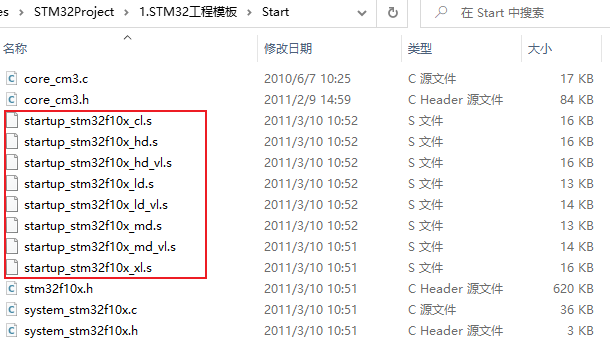 es › STM32Project › 1.STM32工程模板 › Start 在 Start 中搜索
名称 修改日期 类型 大小
core_cm3.c 2010/6/7 10:25 C 源文件 17 KB
core_cm3.h 2011/2/9 14:59 C Header 源文件 84 KB
startup_stm32f10x_cl.s 2011/3/10 10:52 S 文件 16 KB
startup_stm32f10x_hd.s 2011/3/10 10:52 S 文件 16 KB
startup_stm32f10x_hd_vl.s 2011/3/10 10:52 S 文件 16 KB
startup_stm32f10x_ld.s 2011/3/10 10:52 S 文件 13 KB
startup_stm32f10x_ld_vl.s 2011/3/10 10:52 S 文件 14 KB
startup_stm32f10x_md.s 2011/3/10 10:52 S 文件 13 KB
startup_stm32f10x_md_vl.s 2011/3/10 10:51 S 文件 14 KB
startup_stm32f10x_xl.s 2011/3/10 10:51 S 文件 16 KB
stm32f10x.h 2011/3/10 10:51 C Header 源文件 620 KB
system_stm32f10x.c 2011/3/10 10:51 C 源文件 36 KB
system_stm32f10x.h 2011/3/10 10:51 C Header 源文件 3 KB